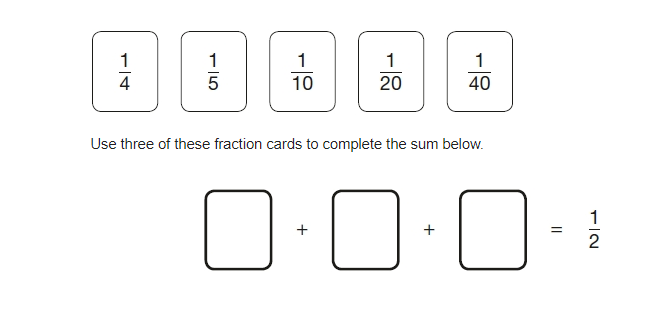 1/4 1/5 1/10 1/20 1/40
Use three of these fraction cards to complete the sum below.
+ + = 1/2